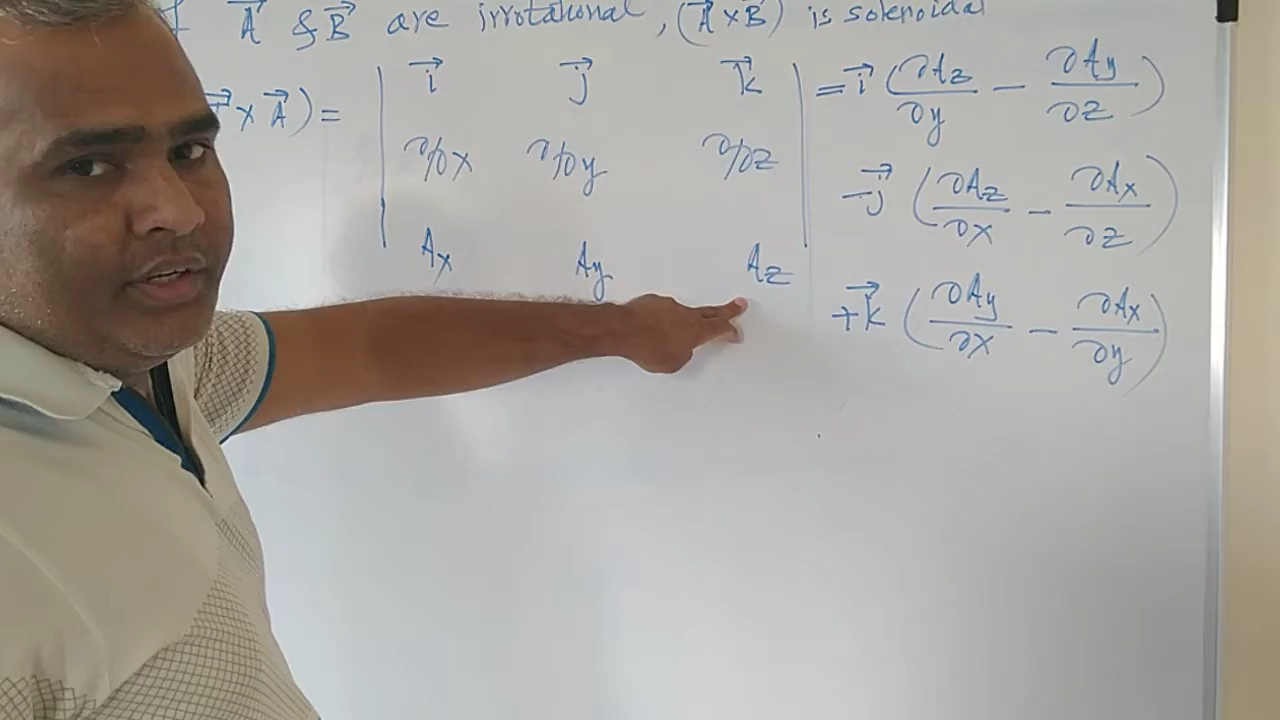 A⃗ & B⃗ are irrotational, (A⃗ × B⃗) is solenoidal
× A⃗) = | i⃗ j⃗ k⃗ | = i⃗ (∂Az/∂y − ∂Ay/∂z)
∂/∂x ∂/∂y ∂/∂z
−j⃗ (∂Az/∂x − ∂Ax/∂z)
Ax Ay Az
+k⃗ (∂Ay/∂x − ∂Ax/∂y)